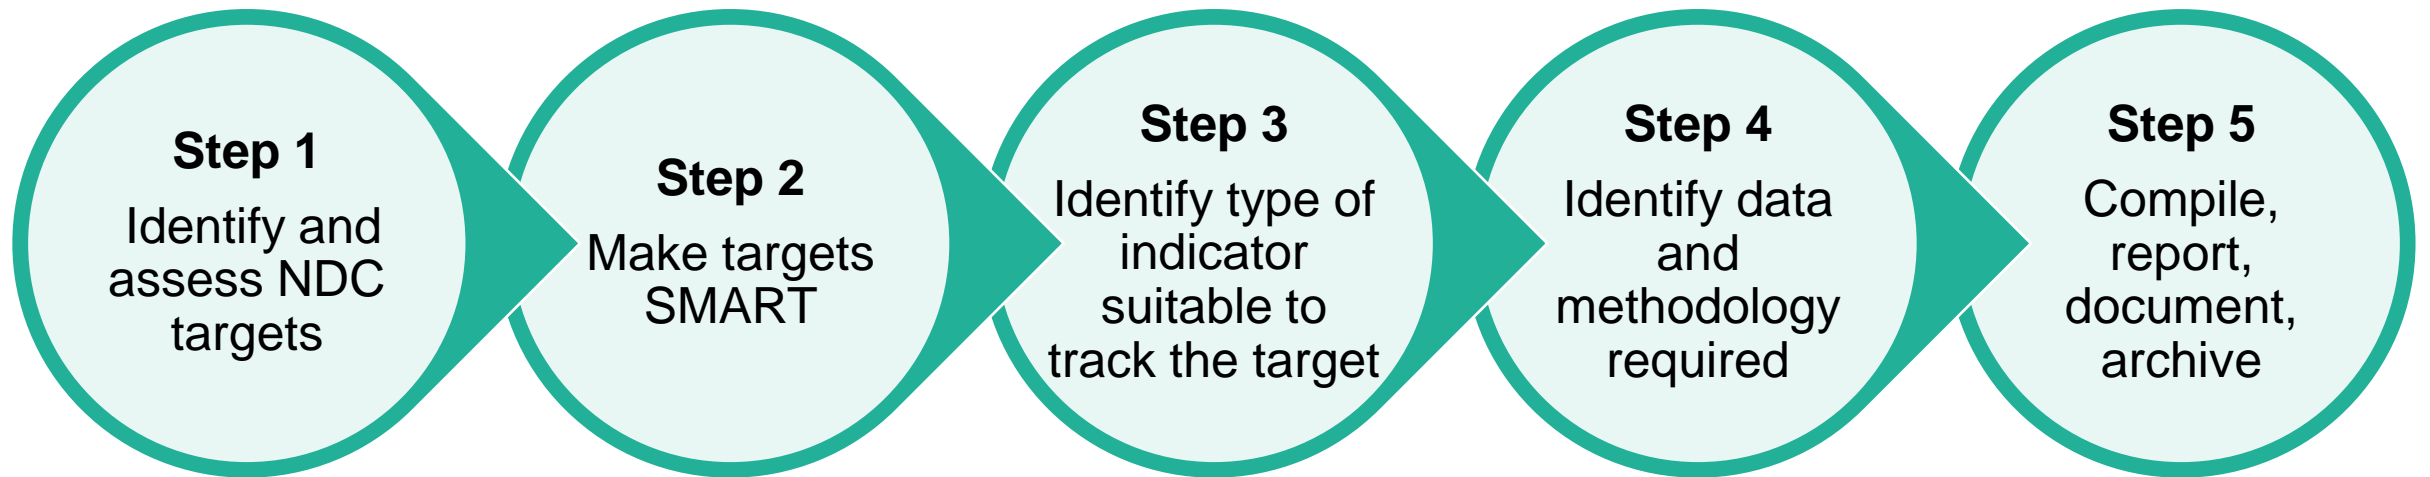 Step 1
Identify and
assess NDC
targets
Step 2
Make targets
SMART
Step 3
Identify type of
indicator
suitable to
track the target
Step 4
Identify data
and
methodology
required
Step 5
Compile,
report,
document,
archive